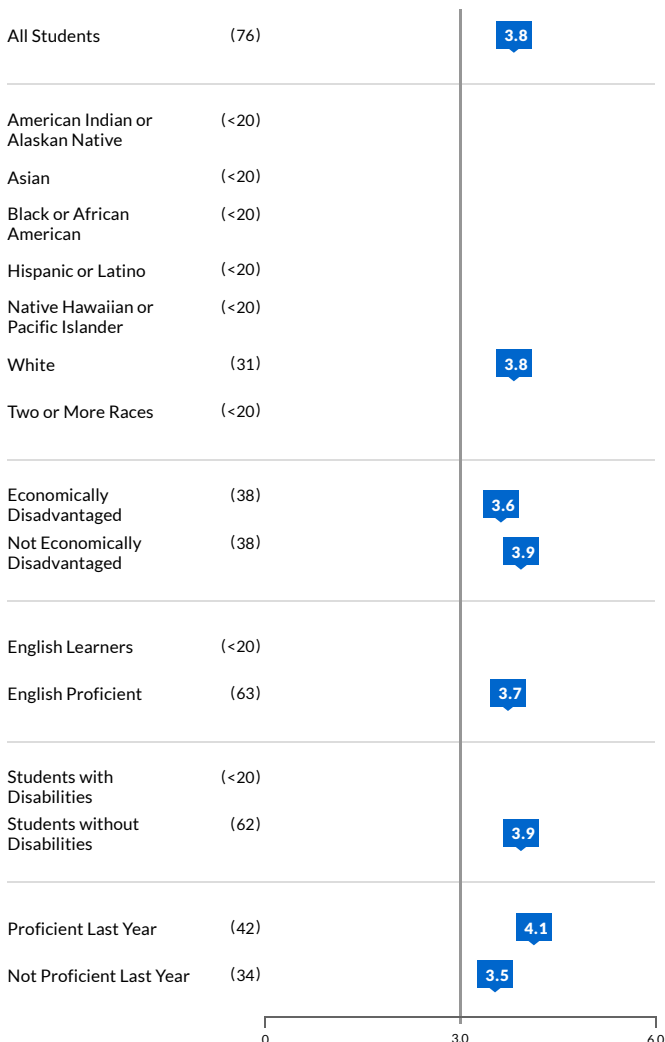 All Students (76) 3.8
American Indian or (<20)
Alaskan Native
Asian (<20)
Black or African (<20)
American
Hispanic or Latino (<20)
Native Hawaiian or (<20)
Pacific Islander
White (31) 3.8
Two or More Races (<20)
Economically (38) 3.6
Disadvantaged
Not Economically (38) 3.9
Disadvantaged
English Learners (<20)
English Proficient (63) 3.7
Students with (<20)
Disabilities
Students without (62) 3.9
Disabilities
Proficient Last Year (42) 4.1
Not Proficient Last Year (34) 3.5
0 3.0 6.0